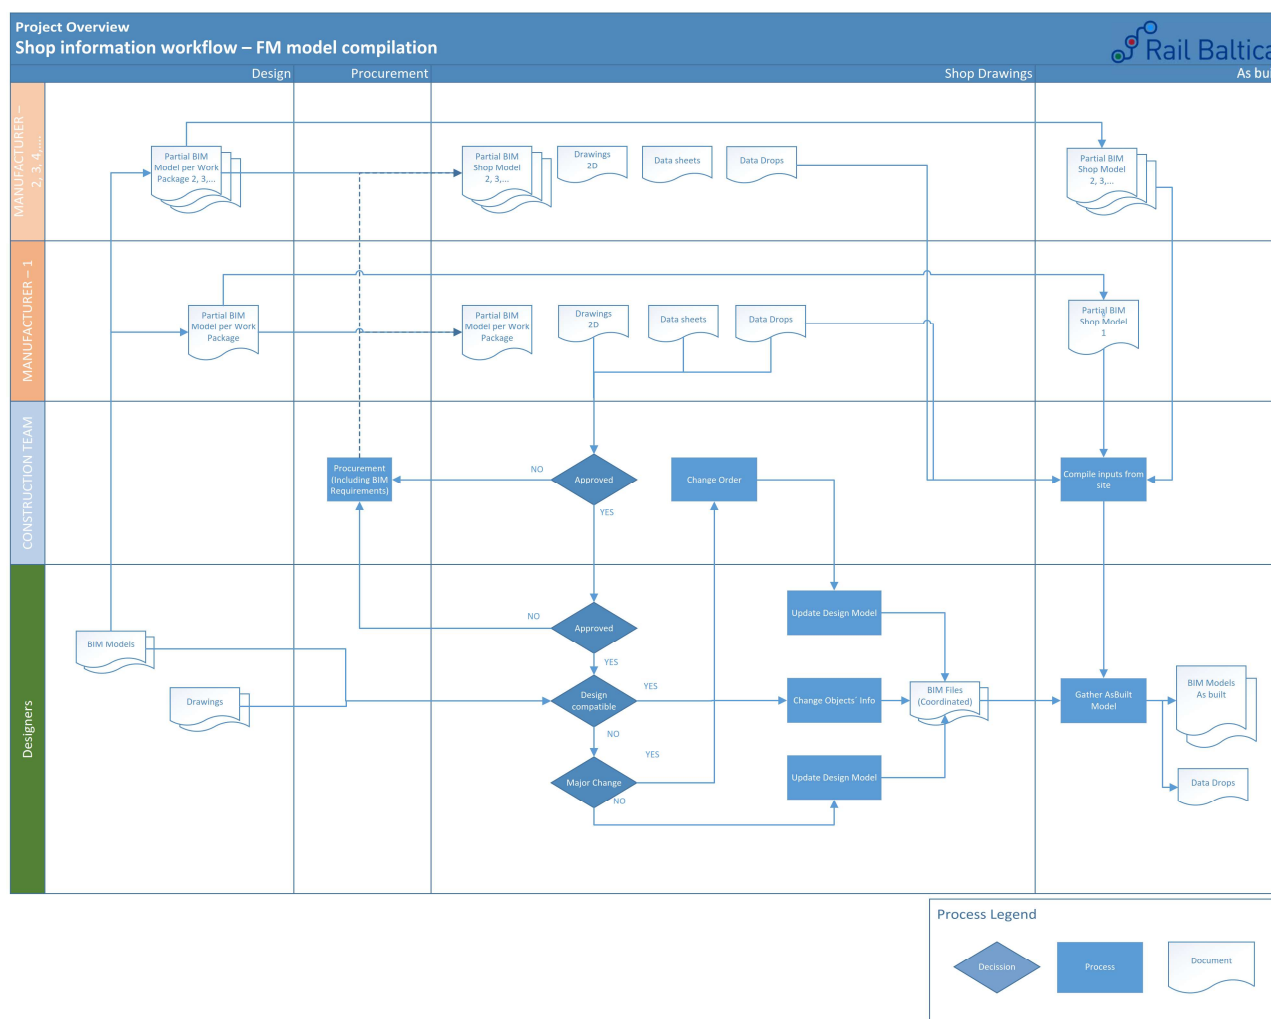 Project Overview
Shop information workflow – FM model compilation
Rail Baltica
Design
Procurement
Shop Drawings
As bui
MANUFACTURER –
2, 3, 4,....
Partial BIM
Model per Work
Package 2, 3,...
Partial BIM
Shop Model
2, 3,...
Drawings
2D
Data sheets
Data Drops
Partial BIM
Shop Model
2, 3,...
MANUFACTURER – 1
Partial BIM
Model per Work
Package
Partial BIM
Model per Work
Package
Drawings
2D
Data sheets
Data Drops
Partial BIM
Shop Model
1
CONSTRUCTION TEAM
Procurement
(Including BIM
Requirements)
NO
Approved
YES
Change Order
Compile inputs from
site
Designers
BIM Models
Drawings
NO
Approved
YES
Design
compatible
YES
NO
Major Change
YES
NO
Update Design Model
Change Objects´ Info
Update Design Model
BIM Files
(Coordinated)
Gather AsBuilt
Model
BIM Models
As built
Data Drops
Process Legend
Decission
Process
Document